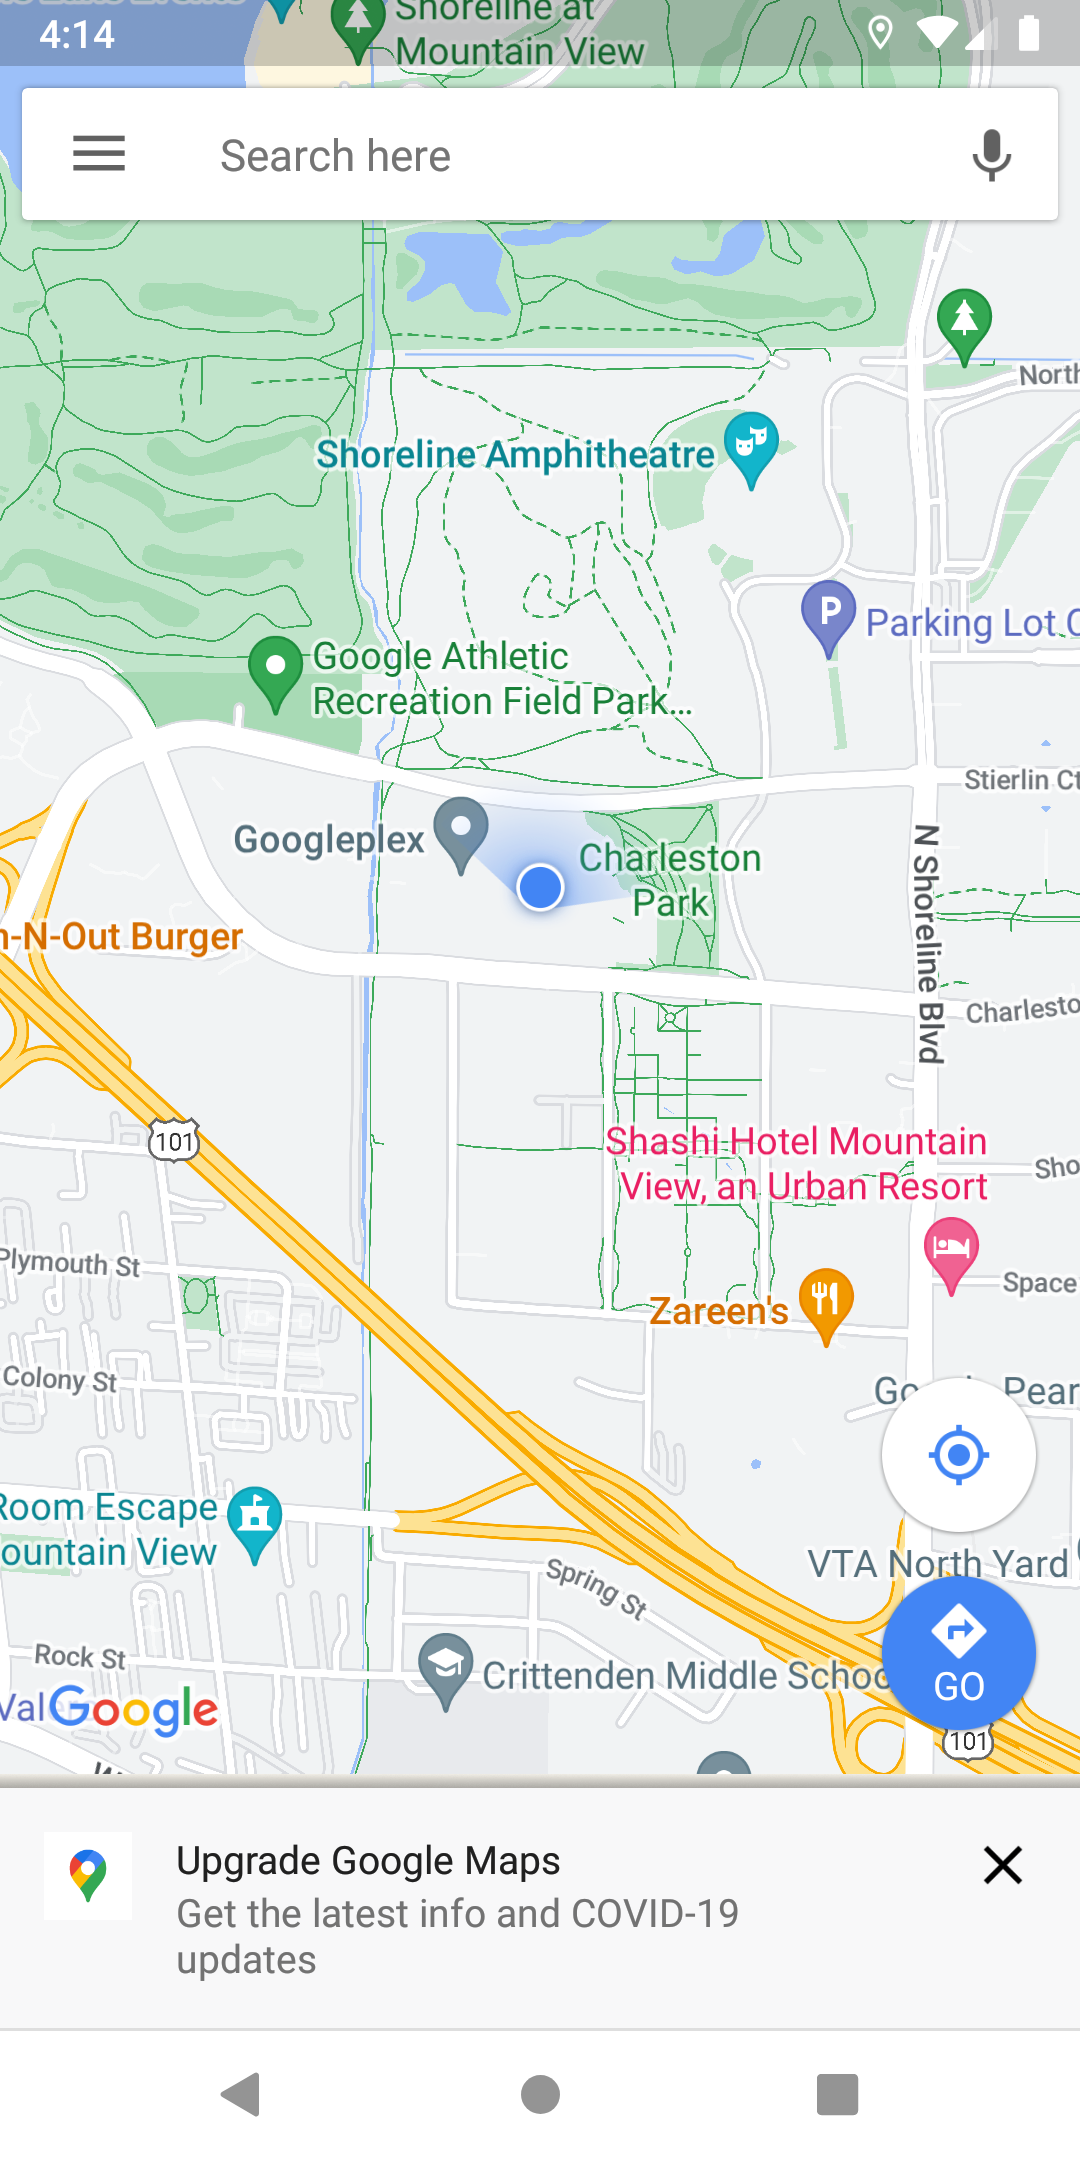 4:14
Shoreline at
Mountain View
Search here
North
Shoreline Amphitheatre
P
Parking Lot C
Google Athletic
Recreation Field Park...
Stierlin Ct
Googleplex
Charleston
Park
N Shoreline Blvd
n-N-Out Burger
Charlesto
101
Shashi Hotel Mountain
View, an Urban Resort
Sho
Plymouth St
Space
Zareen's
Colony St
Pear
Room Escape
ountain View
VTA North Yard
Spring St
Rock St
Crittenden Middle Schoo
GO
Val
Google
101
Upgrade Google Maps
Get the latest info and COVID-19
updates